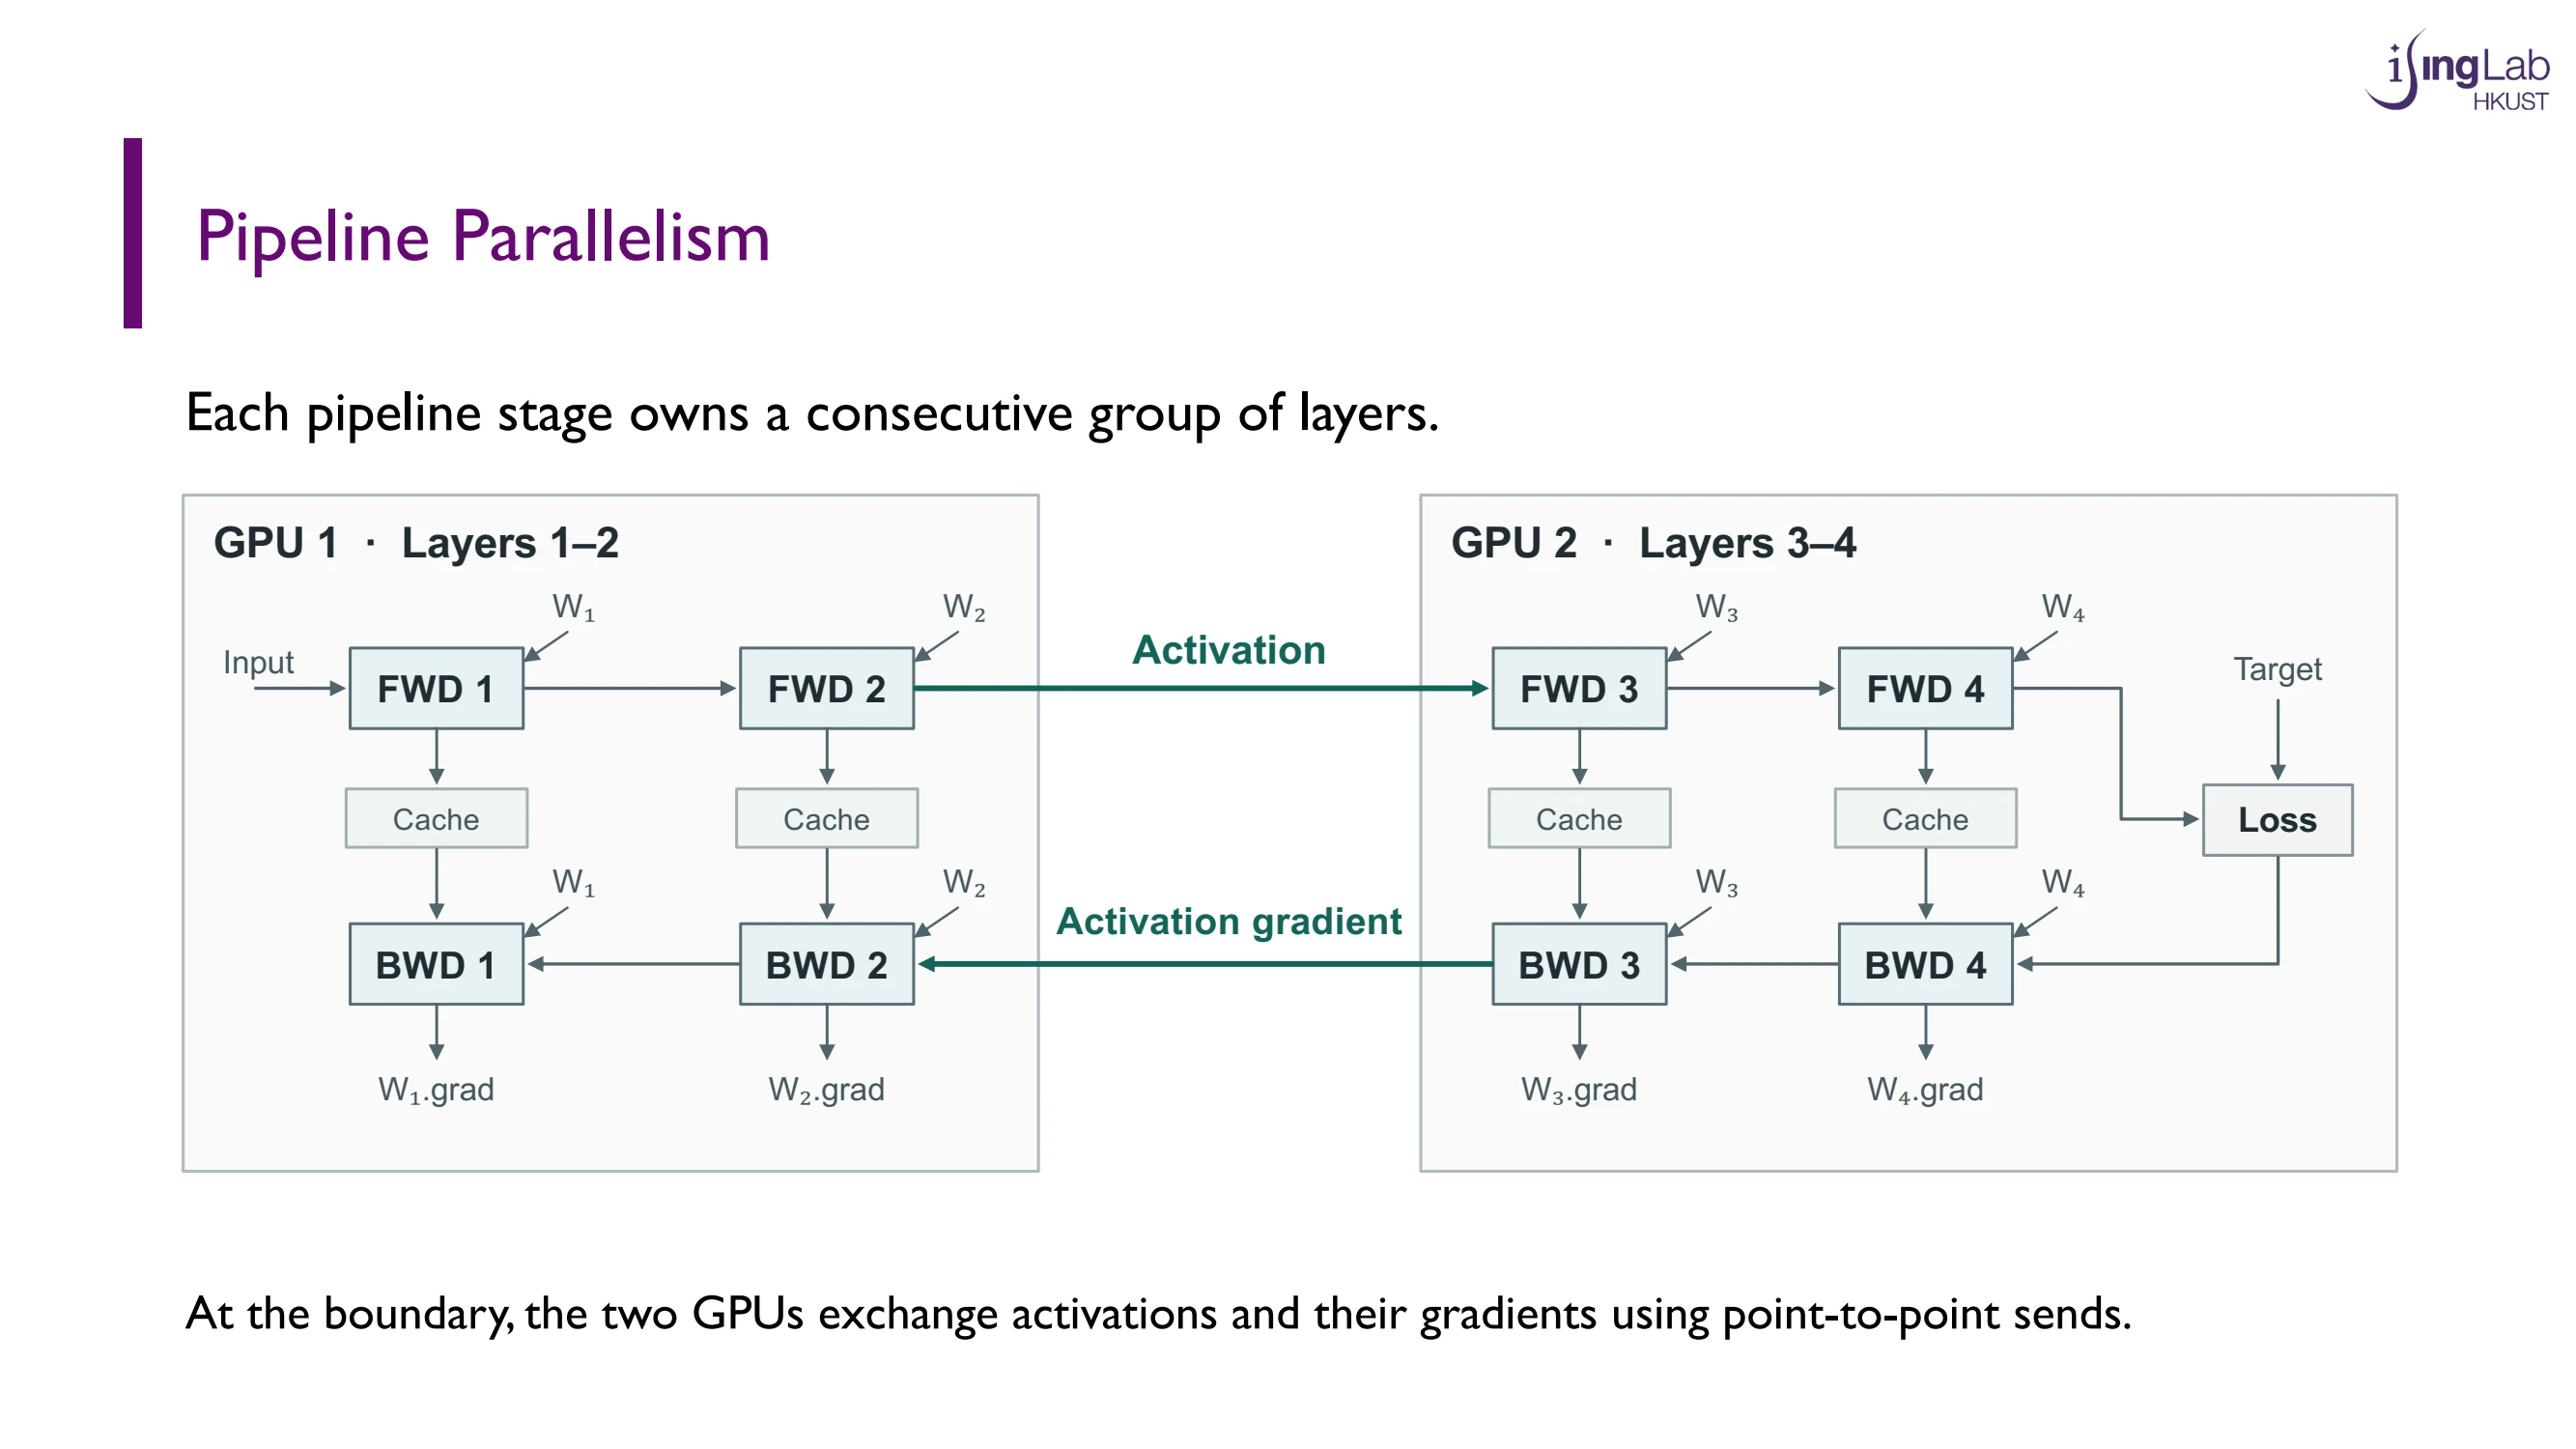 isingLab
HKUST
Pipeline Parallelism
Each pipeline stage owns a consecutive group of layers.
GPU 1 · Layers 1–2
W₁
W₂
Input
FWD 1
FWD 2
Cache
Cache
W₁
W₂
BWD 1
BWD 2
W₁.grad
W₂.grad
Activation
Activation gradient
GPU 2 · Layers 3–4
W₃
W₄
FWD 3
FWD 4
Target
Cache
Cache
Loss
W₃
W₄
BWD 3
BWD 4
W₃.grad
W₄.grad
At the boundary, the two GPUs exchange activations and their gradients using point-to-point sends.